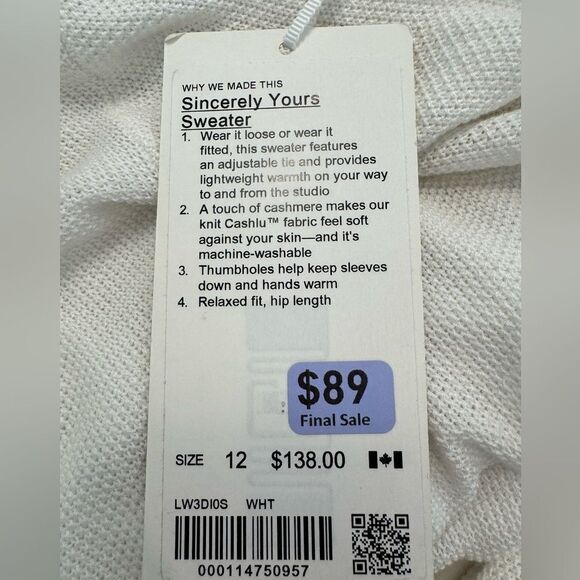 WHY WE MADE THIS
Sincerely Yours
Sweater
1. Wear it loose or wear it
fitted, this sweater features
an adjustable tie and provides
lightweight warmth on your way
to and from the studio
2. A touch of cashmere makes our
knit Cashlu™ fabric feel soft
against your skin—and it's
machine-washable
3. Thumbholes help keep sleeves
down and hands warm
4. Relaxed fit, hip length
$89
Final Sale
SIZE 12 $138.00
LW3DI0S WHT
000114750957